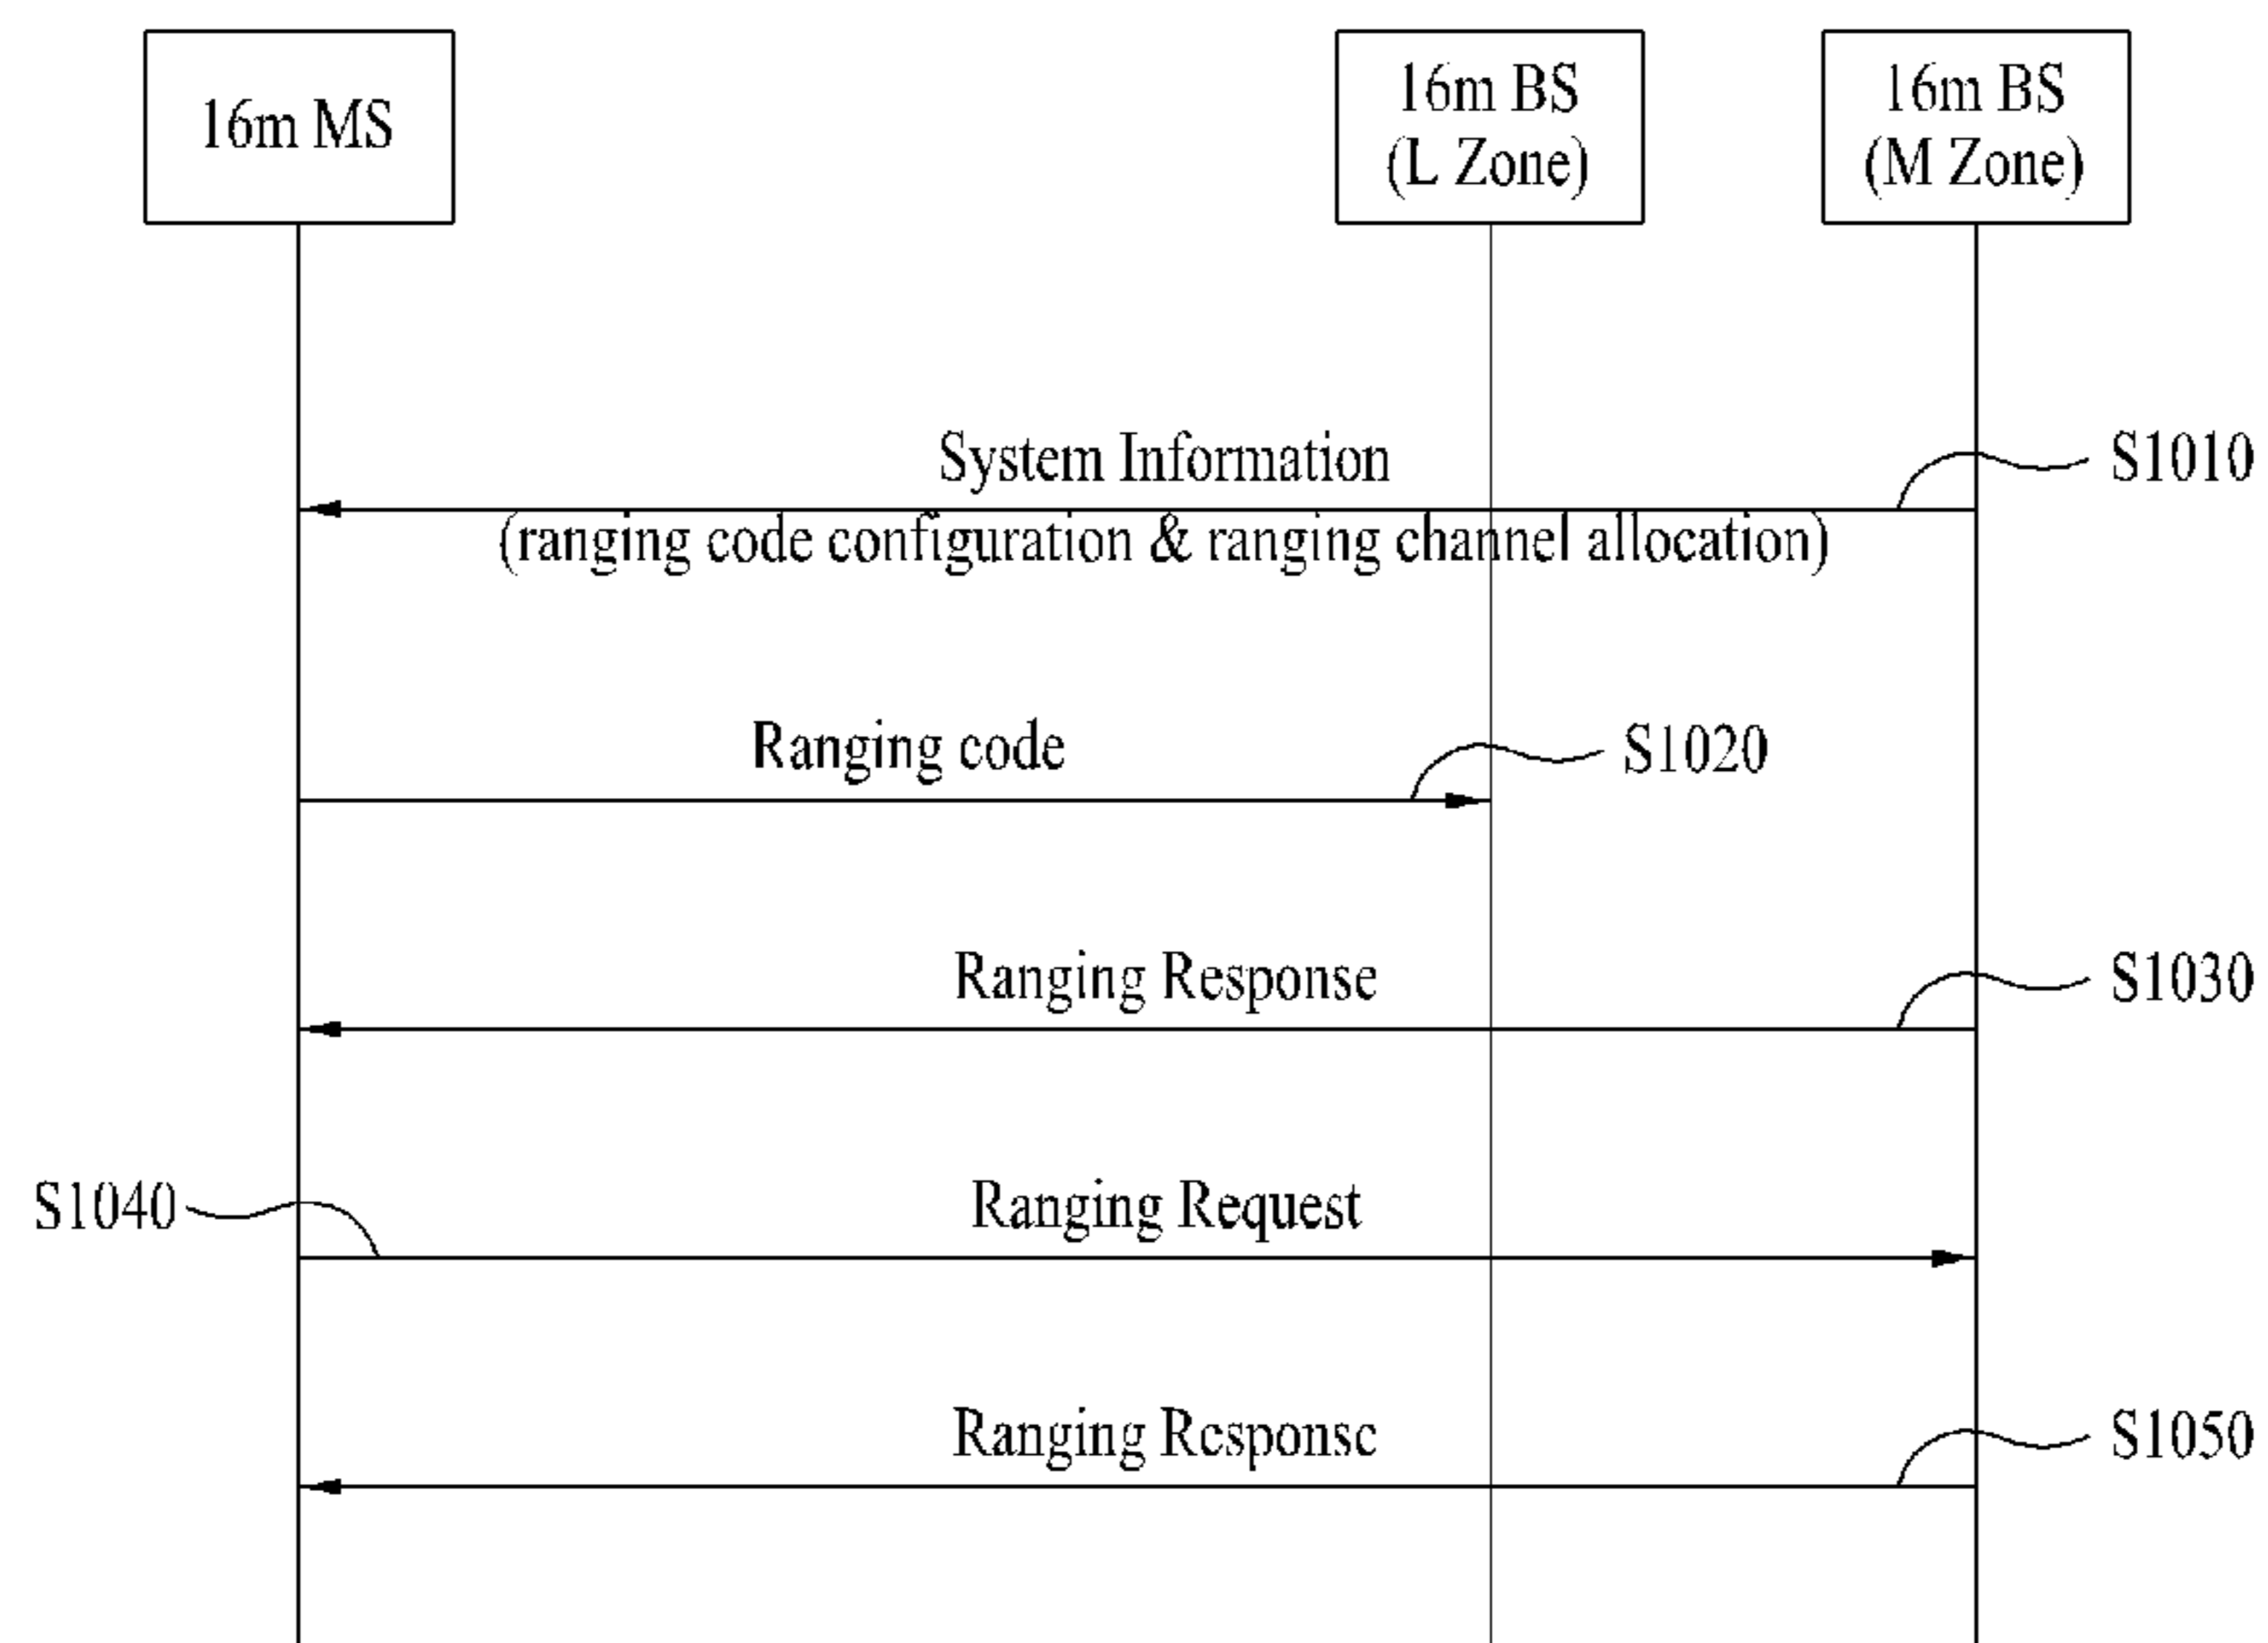 16m MS
16m BS
(L Zone)
16m BS
(M Zone)
System Information
S1010
(ranging code configuration & ranging channel allocation)
Ranging code
S1020
Ranging Response
S1030
S1040
Ranging Request
Ranging Response
S1050